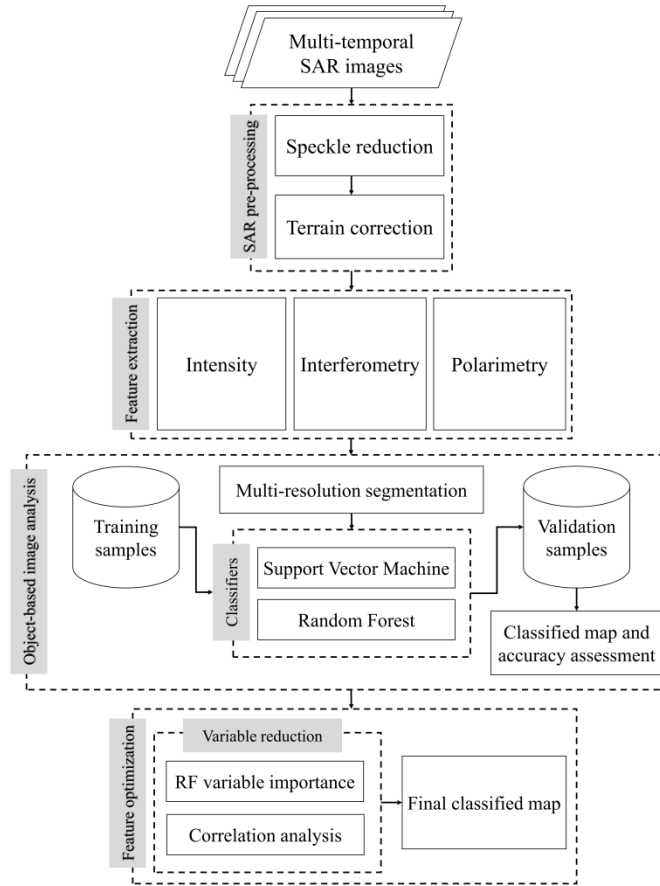 Multi-temporal
SAR images
SAR pre-processing
Speckle reduction
Terrain correction
Feature extraction
Intensity
Interferometry
Polarimetry
Object-based image analysis
Training
samples
Multi-resolution segmentation
Classifiers
Support Vector Machine
Random Forest
Validation
samples
Classified map and
accuracy assessment
Feature optimization
Variable reduction
RF variable importance
Correlation analysis
Final classified map